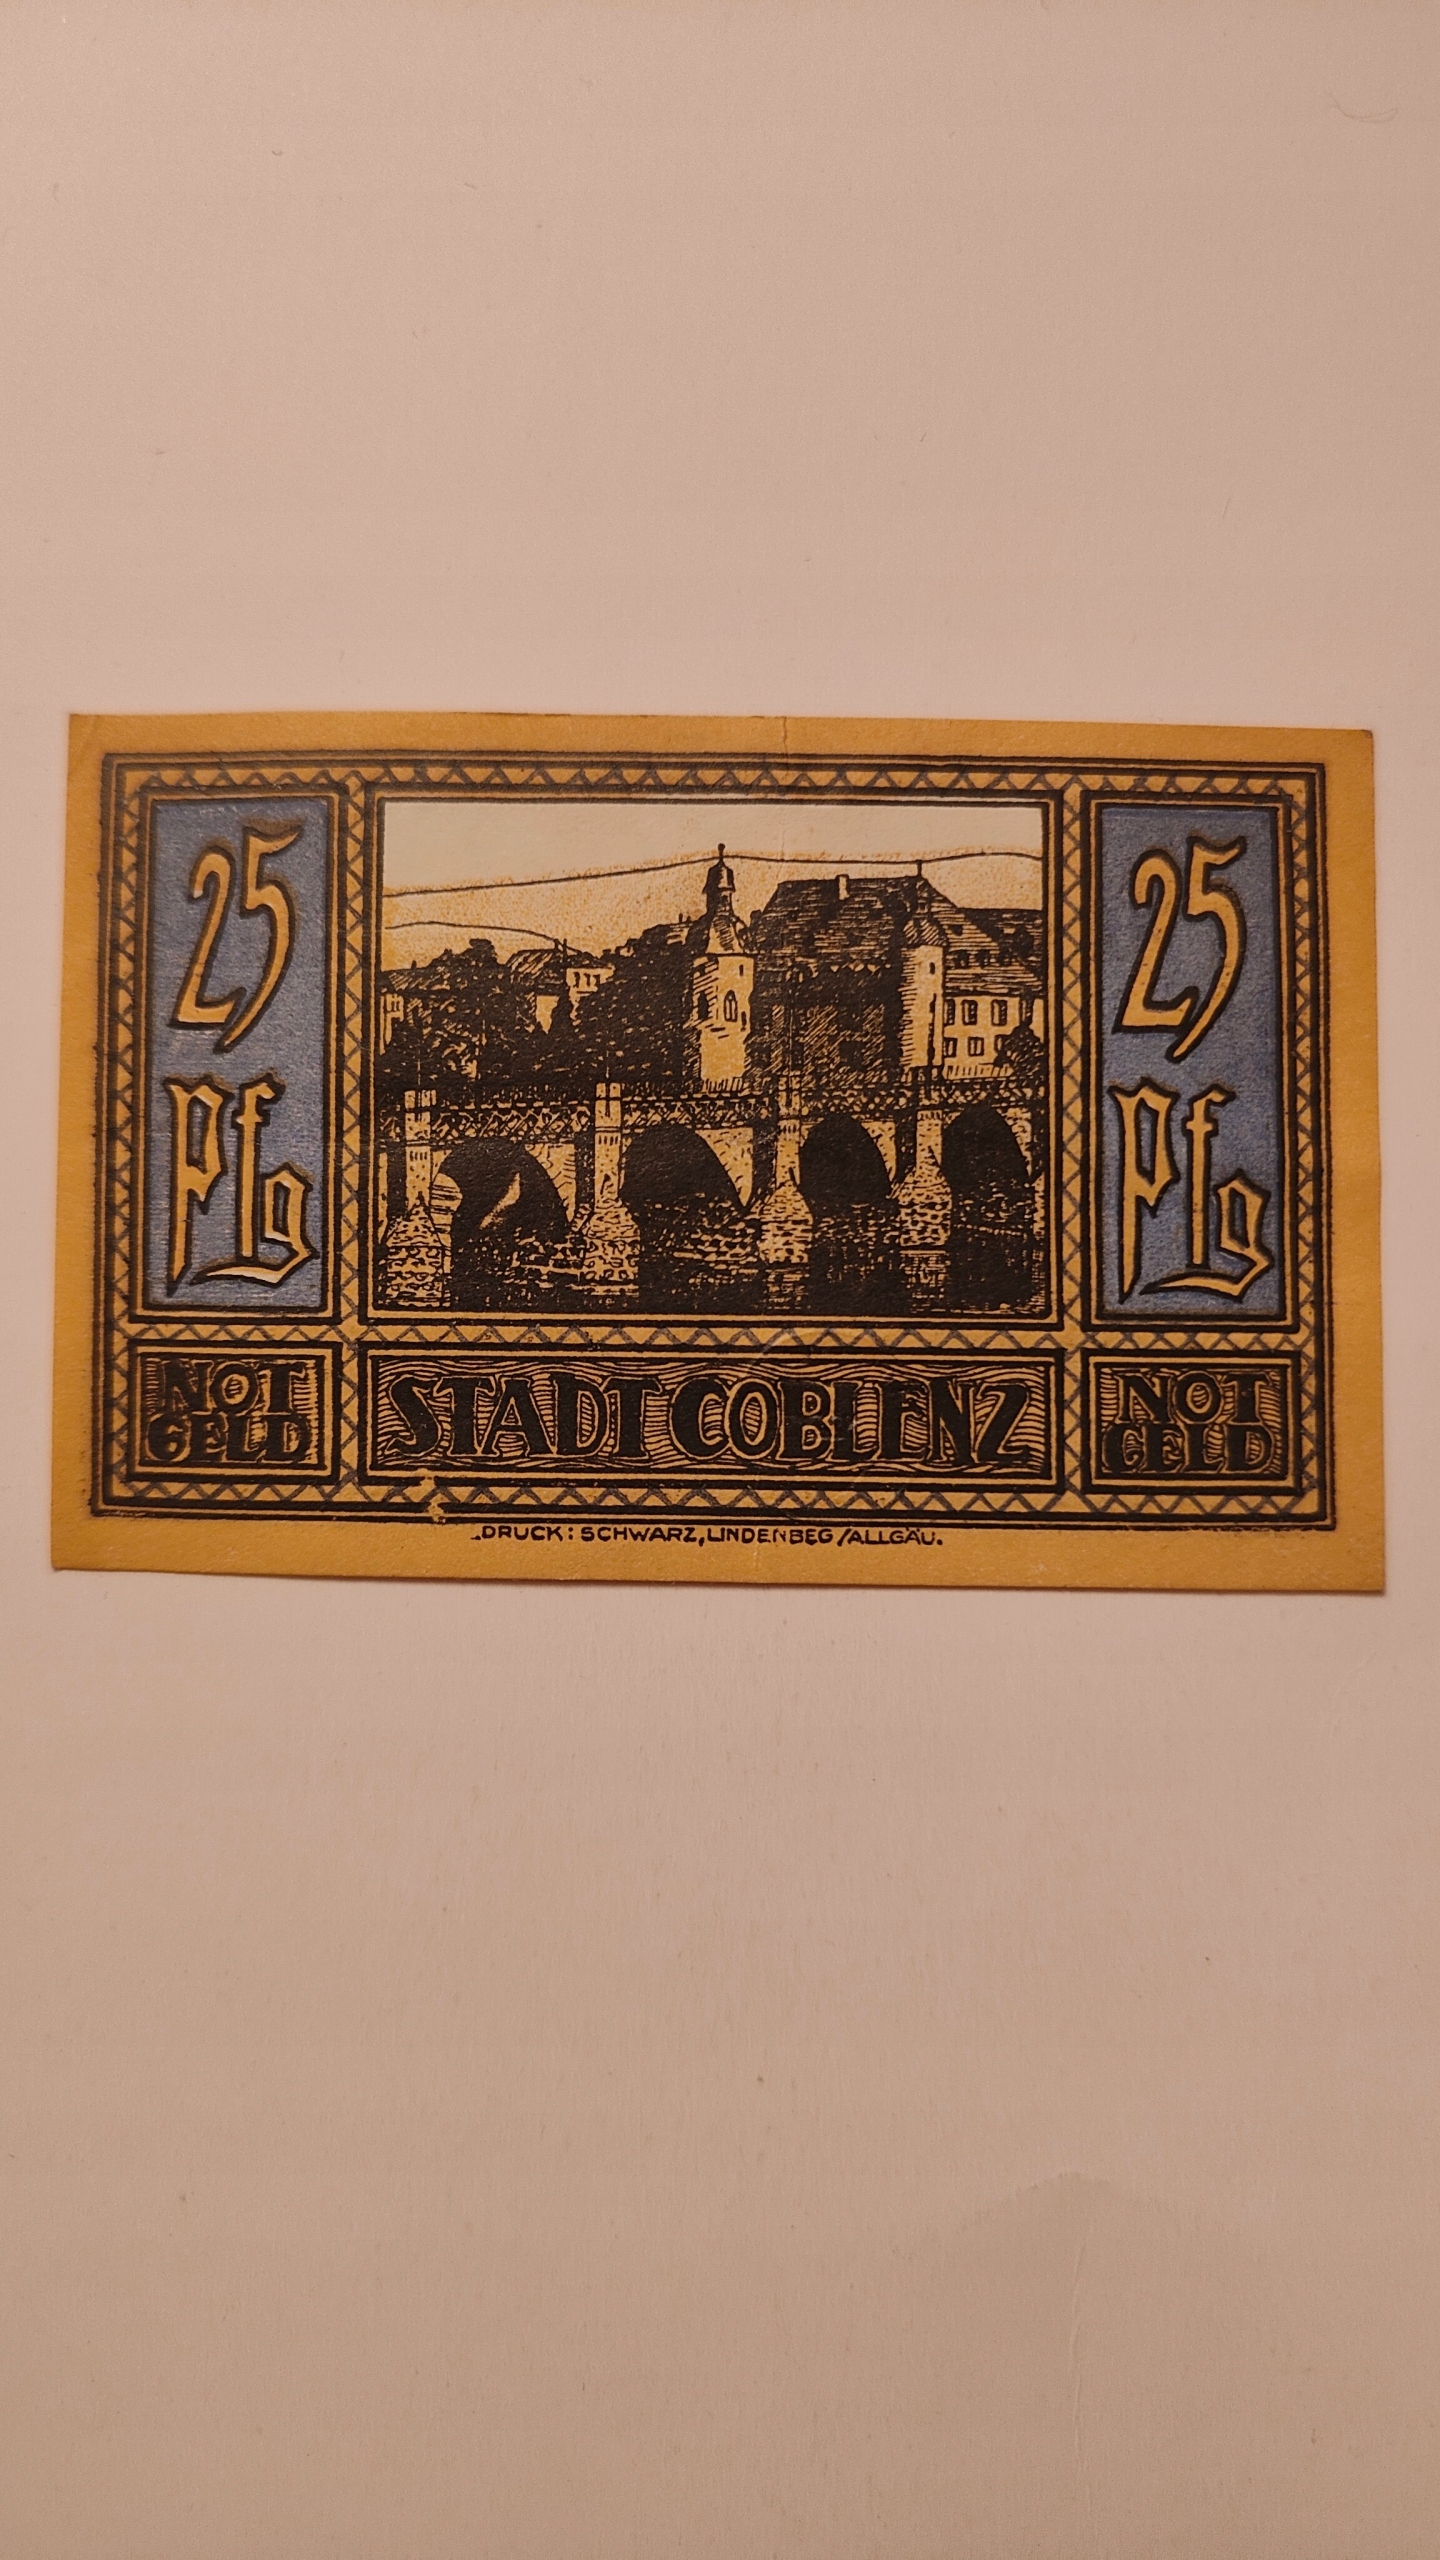 25
Pfg
25
Pfg
NOT
GELD
STADT COBLENZ
NOT
GELD
DRUCK: SCHWARZ, LINDENBEG/ALLGÄU.